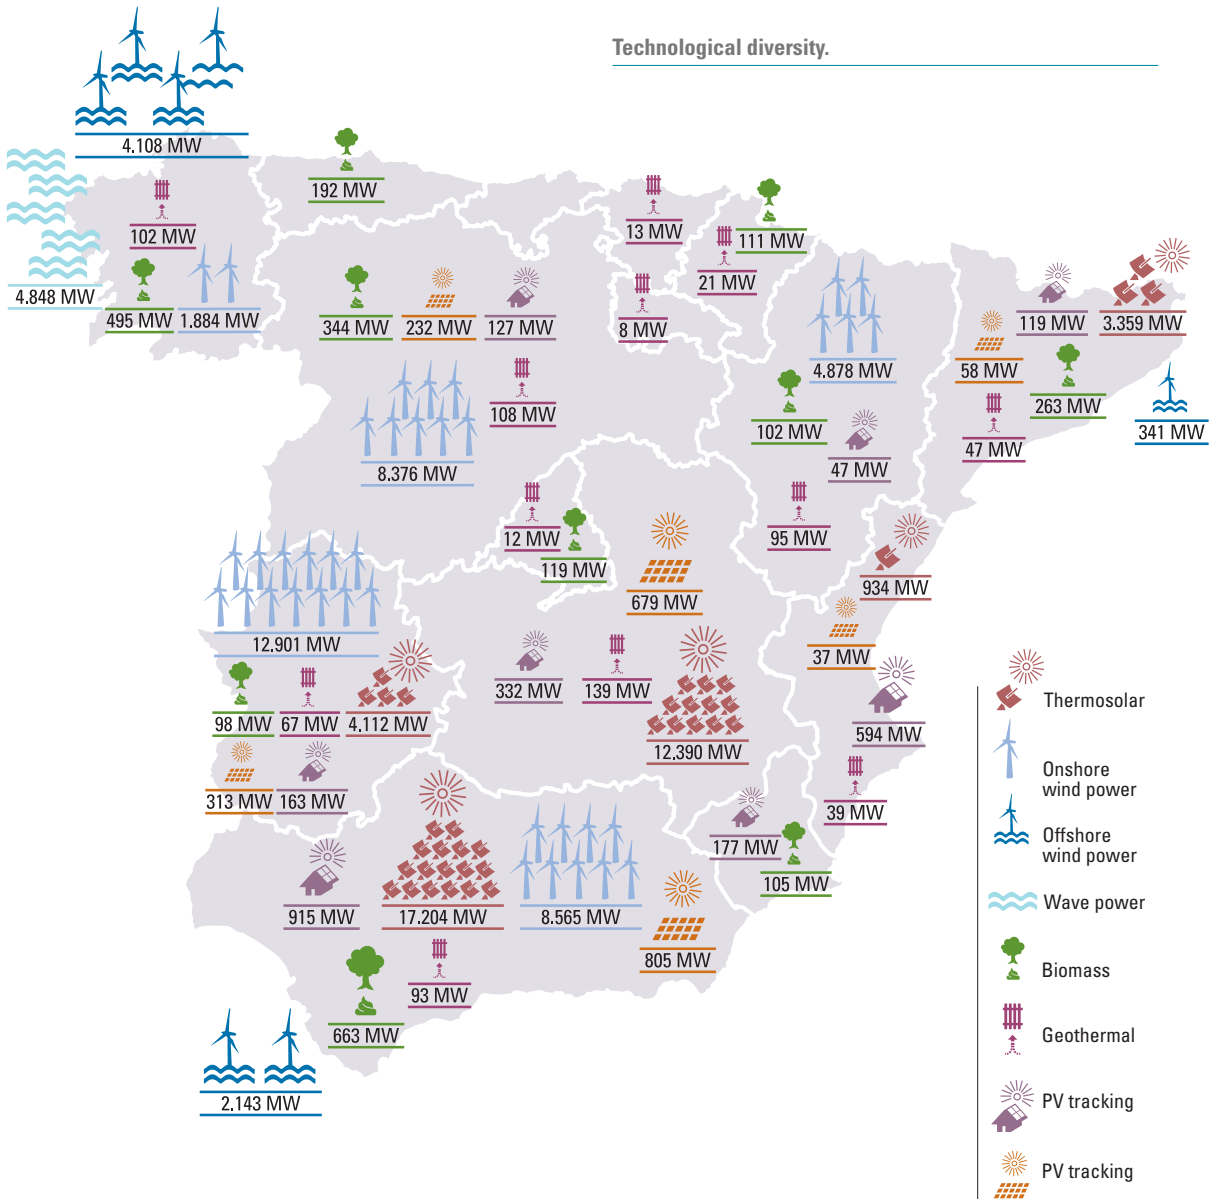 Technological diversity.
4.108 MW
192 MW
102 MW
13 MW
111 MW
21 MW
4.848 MW
495 MW
1.884 MW
344 MW
232 MW
127 MW
8 MW
4.878 MW
119 MW
3.359 MW
58 MW
263 MW
341 MW
108 MW
102 MW
47 MW
47 MW
8.376 MW
12 MW
119 MW
95 MW
934 MW
679 MW
12.901 MW
37 MW
332 MW
139 MW
98 MW
67 MW
4.112 MW
12.390 MW
594 MW
313 MW
163 MW
39 MW
177 MW
105 MW
915 MW
17.204 MW
8.565 MW
805 MW
93 MW
663 MW
2.143 MW
Thermosolar
Onshore
wind power
Offshore
wind power
Wave power
Biomass
Geothermal
PV tracking
PV tracking